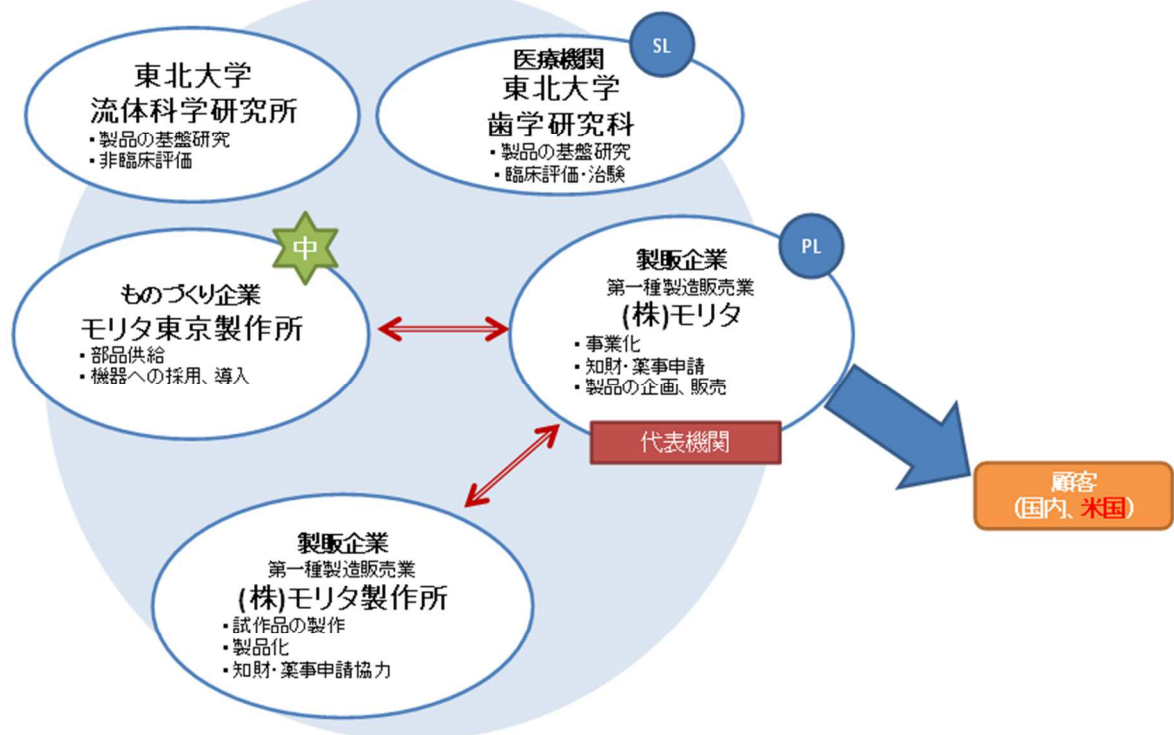 東北大学
流体科学研究所
▪製品の基盤研究
▪非臨床評価
SL
医療機関
東北大学
歯学研究科
▪製品の基盤研究
▪臨床評価・治験
中
ものづくり企業
モリタ東京製作所
▪部品供給
▪機器への採用、導入
PL
製販企業
第一種製造販売業
(株)モリタ
▪事業化
▪知財・薬事申請
▪製品の企画、販売
代表機関
顧客
(国内、米国)
製販企業
第一種製造販売業
(株)モリタ製作所
▪試作品の製作
▪製品化
▪知財・薬事申請協力